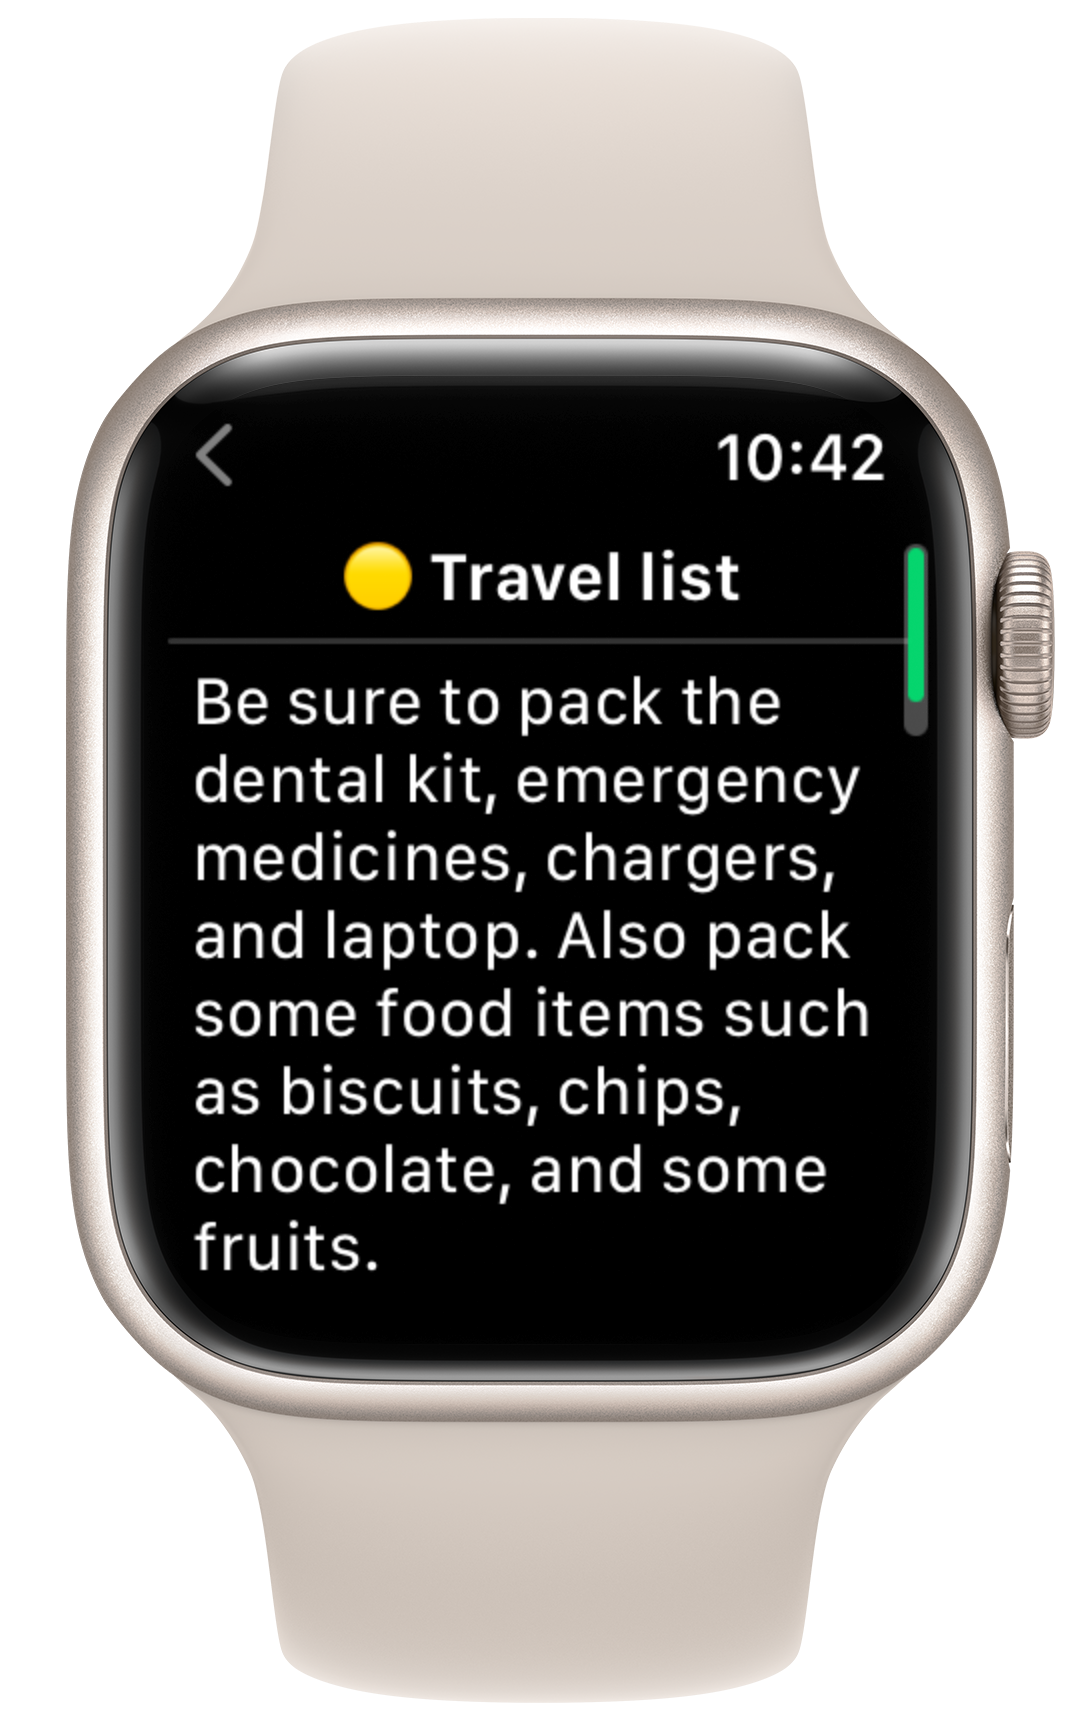 10:42
Travel list
Be sure to pack the
dental kit, emergency
medicines, chargers,
and laptop. Also pack
some food items such
as biscuits, chips,
chocolate, and some
fruits.